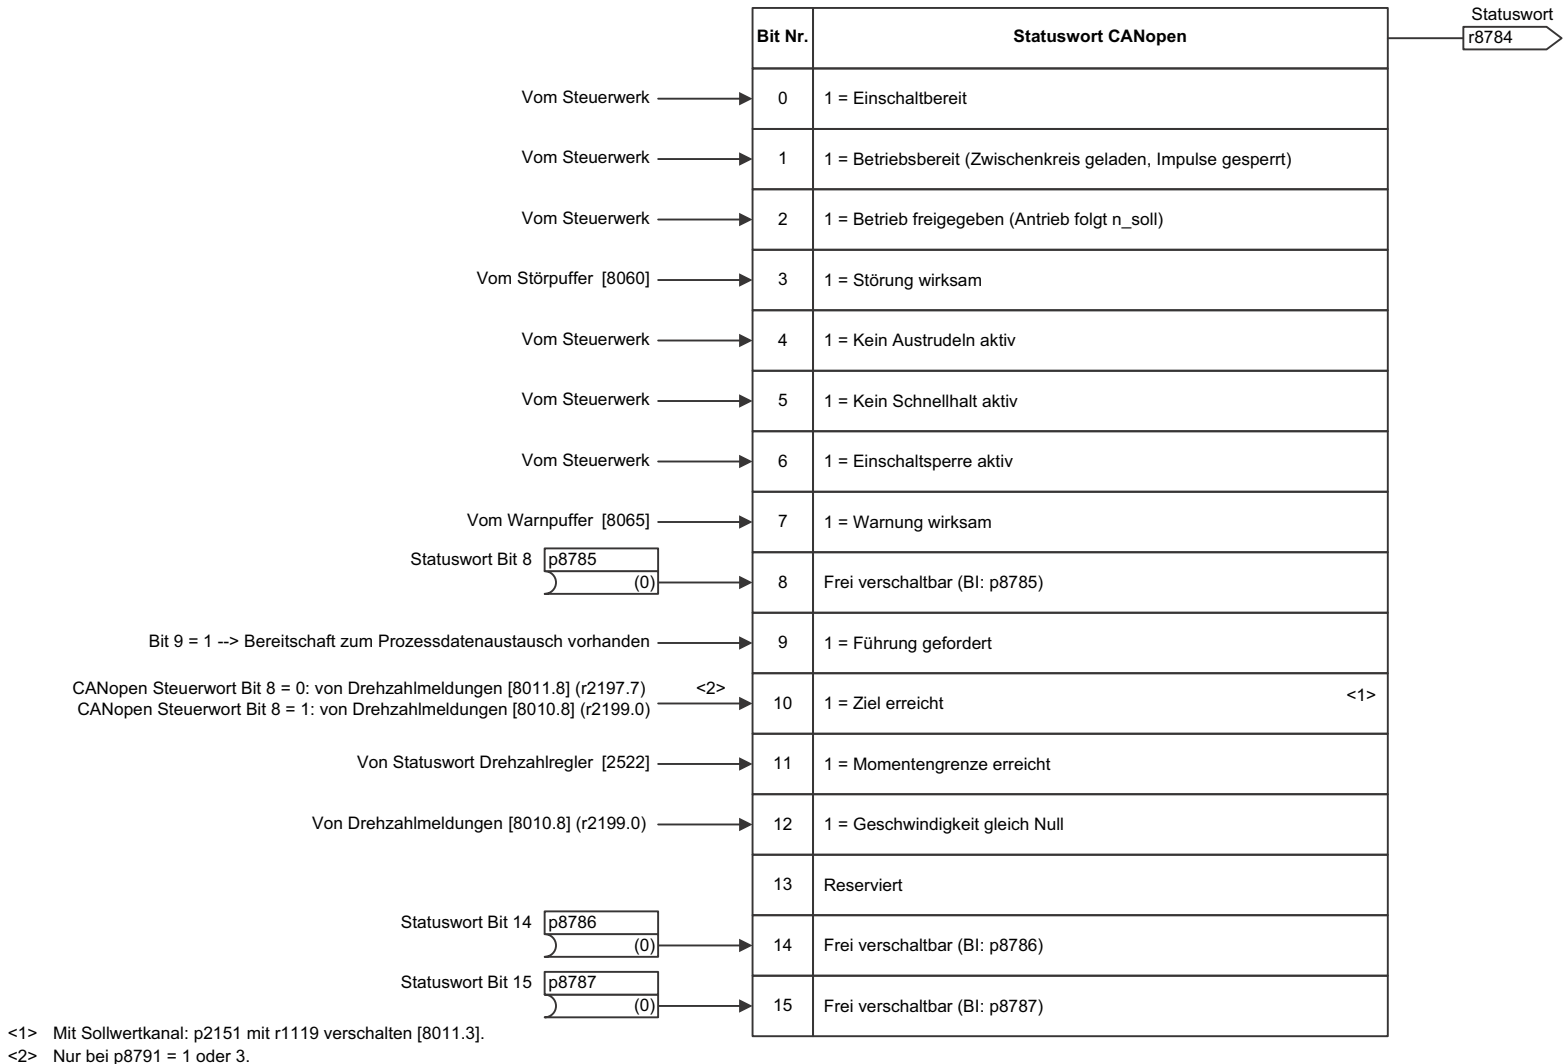 Bit Nr. Statuswort CANopen Statuswort
r8784
Vom Steuerwerk 0 1 = Einschaltbereit
Vom Steuerwerk 1 1 = Betriebsbereit (Zwischenkreis geladen, Impulse gesperrt)
Vom Steuerwerk 2 1 = Betrieb freigegeben (Antrieb folgt n_soll)
Vom Störpuffer [8060] 3 1 = Störung wirksam
Vom Steuerwerk 4 1 = Kein Austrudeln aktiv
Vom Steuerwerk 5 1 = Kein Schnellhalt aktiv
Vom Steuerwerk 6 1 = Einschaltsperre aktiv
Vom Warnpuffer [8065] 7 1 = Warnung wirksam
Statuswort Bit 8 p8785
(0) 8 Frei verschaltbar (BI: p8785)
Bit 9 = 1 --> Bereitschaft zum Prozessdatenaustausch vorhanden 9 1 = Führung gefordert
CANopen Steuerwort Bit 8 = 0: von Drehzahlmeldungen [8011.8] (r2197.7) <2>
CANopen Steuerwort Bit 8 = 1: von Drehzahlmeldungen [8010.8] (r2199.0) 10 1 = Ziel erreicht <1>
Von Statuswort Drehzahlregler [2522] 11 1 = Momentengrenze erreicht
Von Drehzahlmeldungen [8010.8] (r2199.0) 12 1 = Geschwindigkeit gleich Null
13 Reserviert
Statuswort Bit 14 p8786
(0) 14 Frei verschaltbar (BI: p8786)
Statuswort Bit 15 p8787
(0) 15 Frei verschaltbar (BI: p8787)
<1> Mit Sollwertkanal: p2151 mit r1119 verschalten [8011.3].
<2> Nur bei p8791 = 1 oder 3.